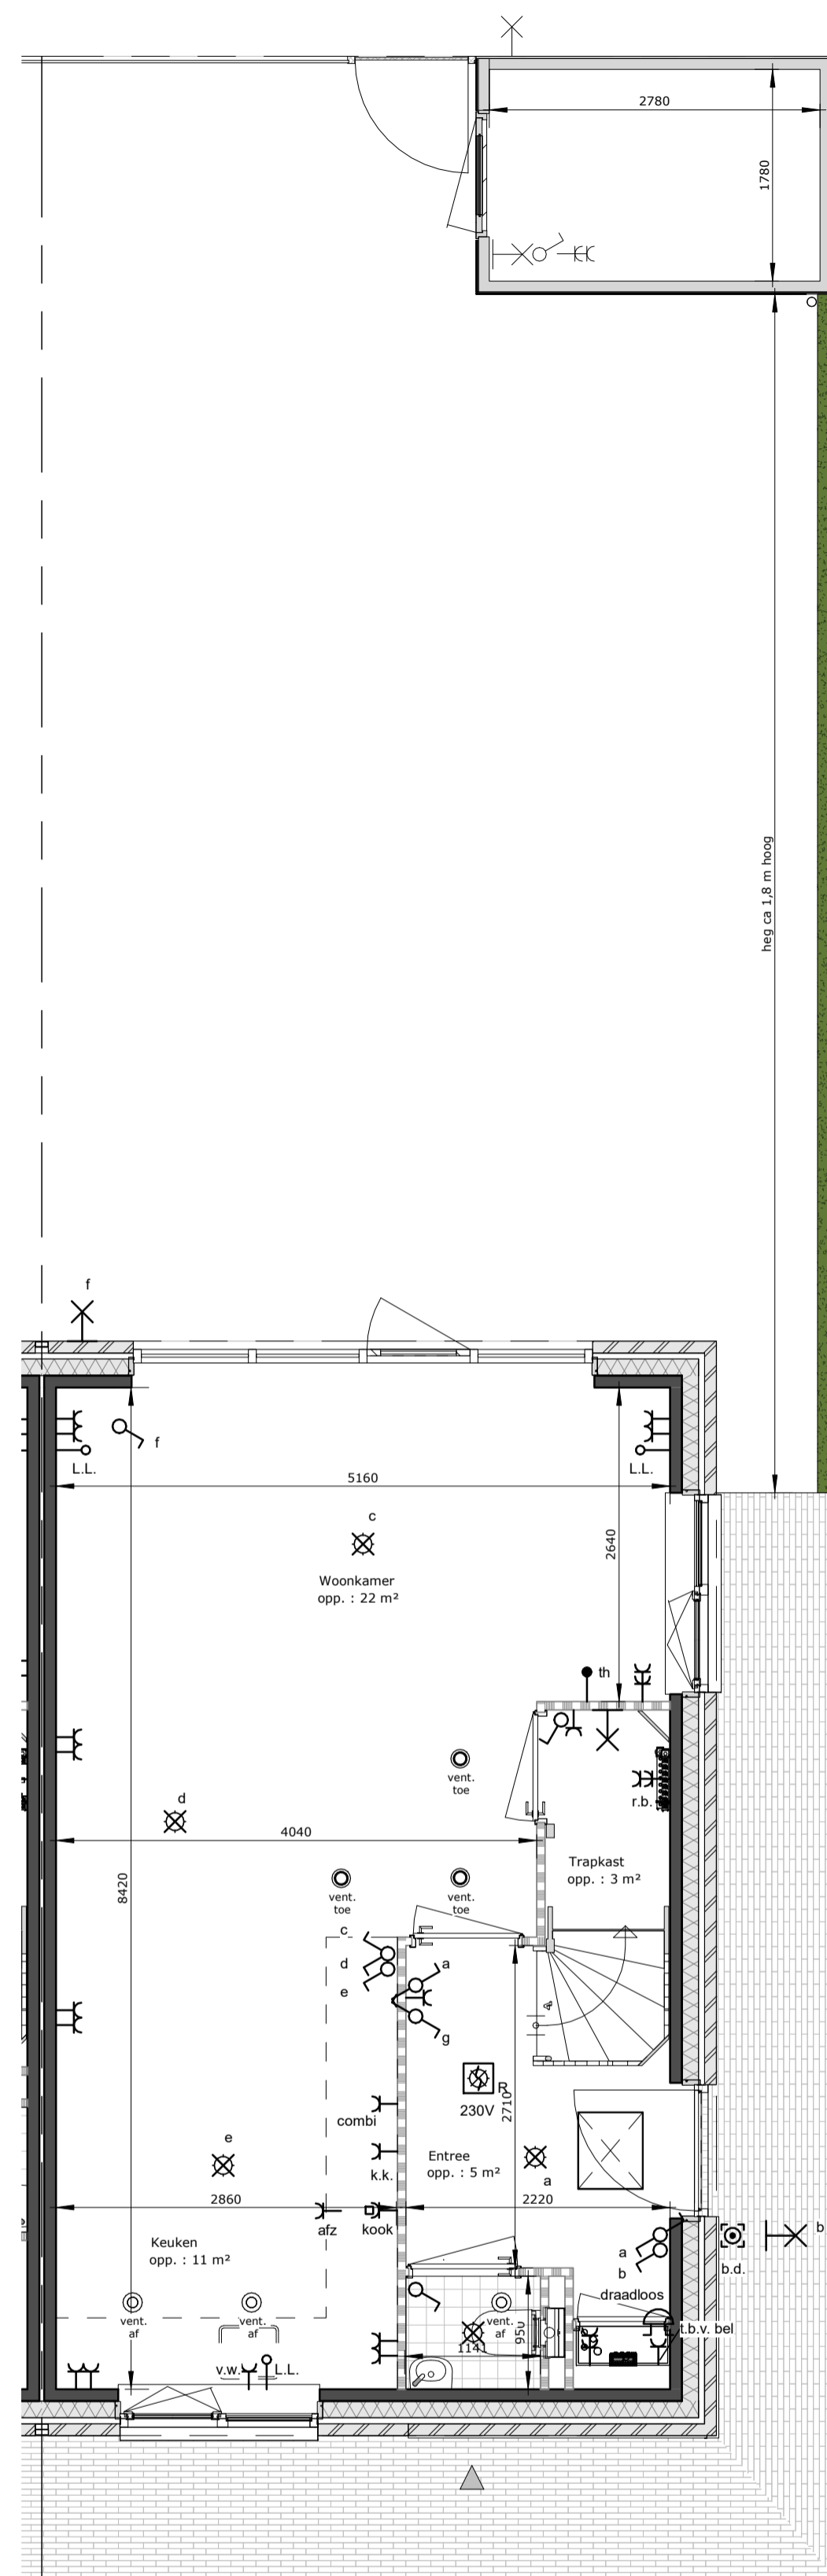 2780
1780
heg ca 1,8 m hoog
f
f
L.L.
L.L.
5160
c
2640
Woonkamer
opp. : 22 m²
th
vent.
toe
r.b.
d
4040
Trapkast
opp. : 3 m²
8420
vent.
toe
vent.
toe
c
d
a
e
g
R
230V
2710
combi
e
k.k.
Entree
opp. : 5 m²
a
2860
2220
afz
kook
b
Keuken
opp. : 11 m²
a
b
b.d.
draadloos
vent.
af
vent.
af
vent.
af
950
t.b.v. bel
1141
v.w.
L.L.